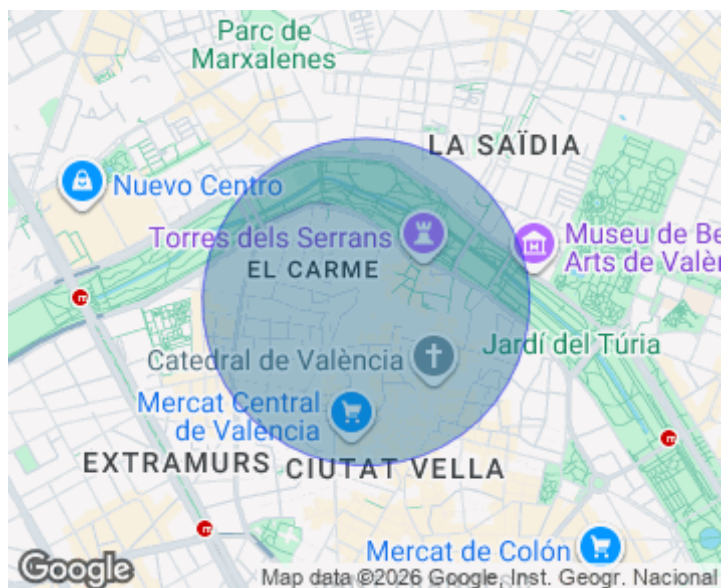 Parc de
Marxalenes
LA SAÏDIA
Nuevo Centro
Torres dels Serrans
Museu de Be
Arts de Valèn
EL CARME
Jardí del Túria
Catedral de València
Mercat Central
de València
EXTRAMURS
CIUTAT VELLA
Mercat de Colón
Google
Map data ©2026 Google, Inst. Geogr. Nacional